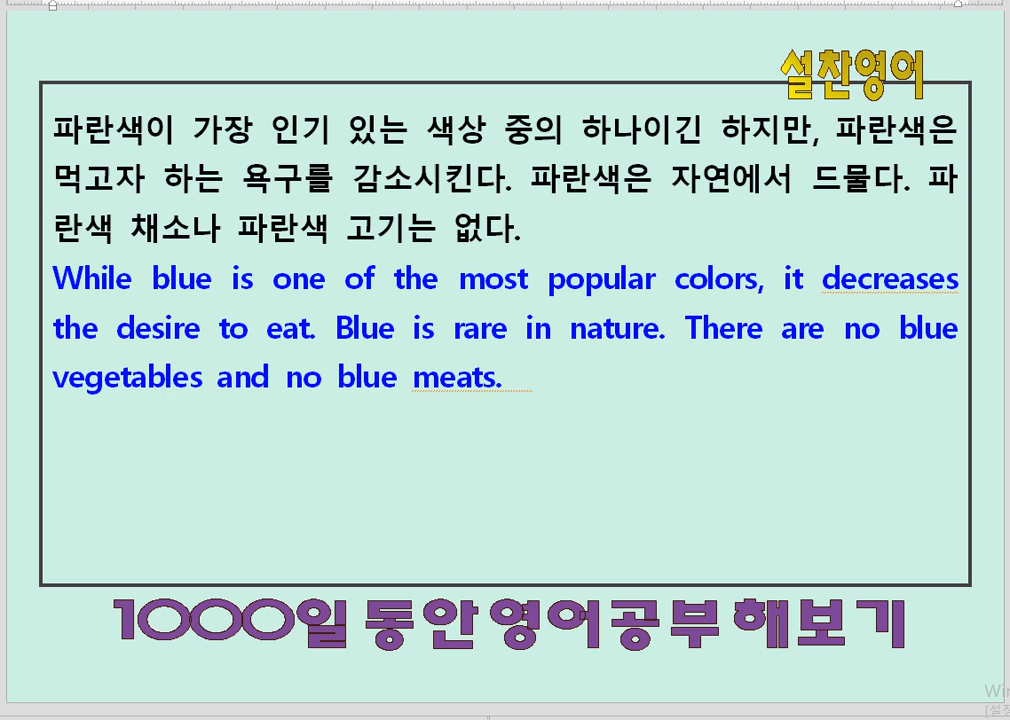 설찬영어
파란색이 가장 인기 있는 색상 중의 하나이긴 하지만, 파란색은
먹고자 하는 욕구를 감소시킨다. 파란색은 자연에서 드물다. 파
란색 채소나 파란색 고기는 없다.
While blue is one of the most popular colors, it decreases
the desire to eat. Blue is rare in nature. There are no blue
vegetables and no blue meats.
1000일 동안 영어공부 해보기